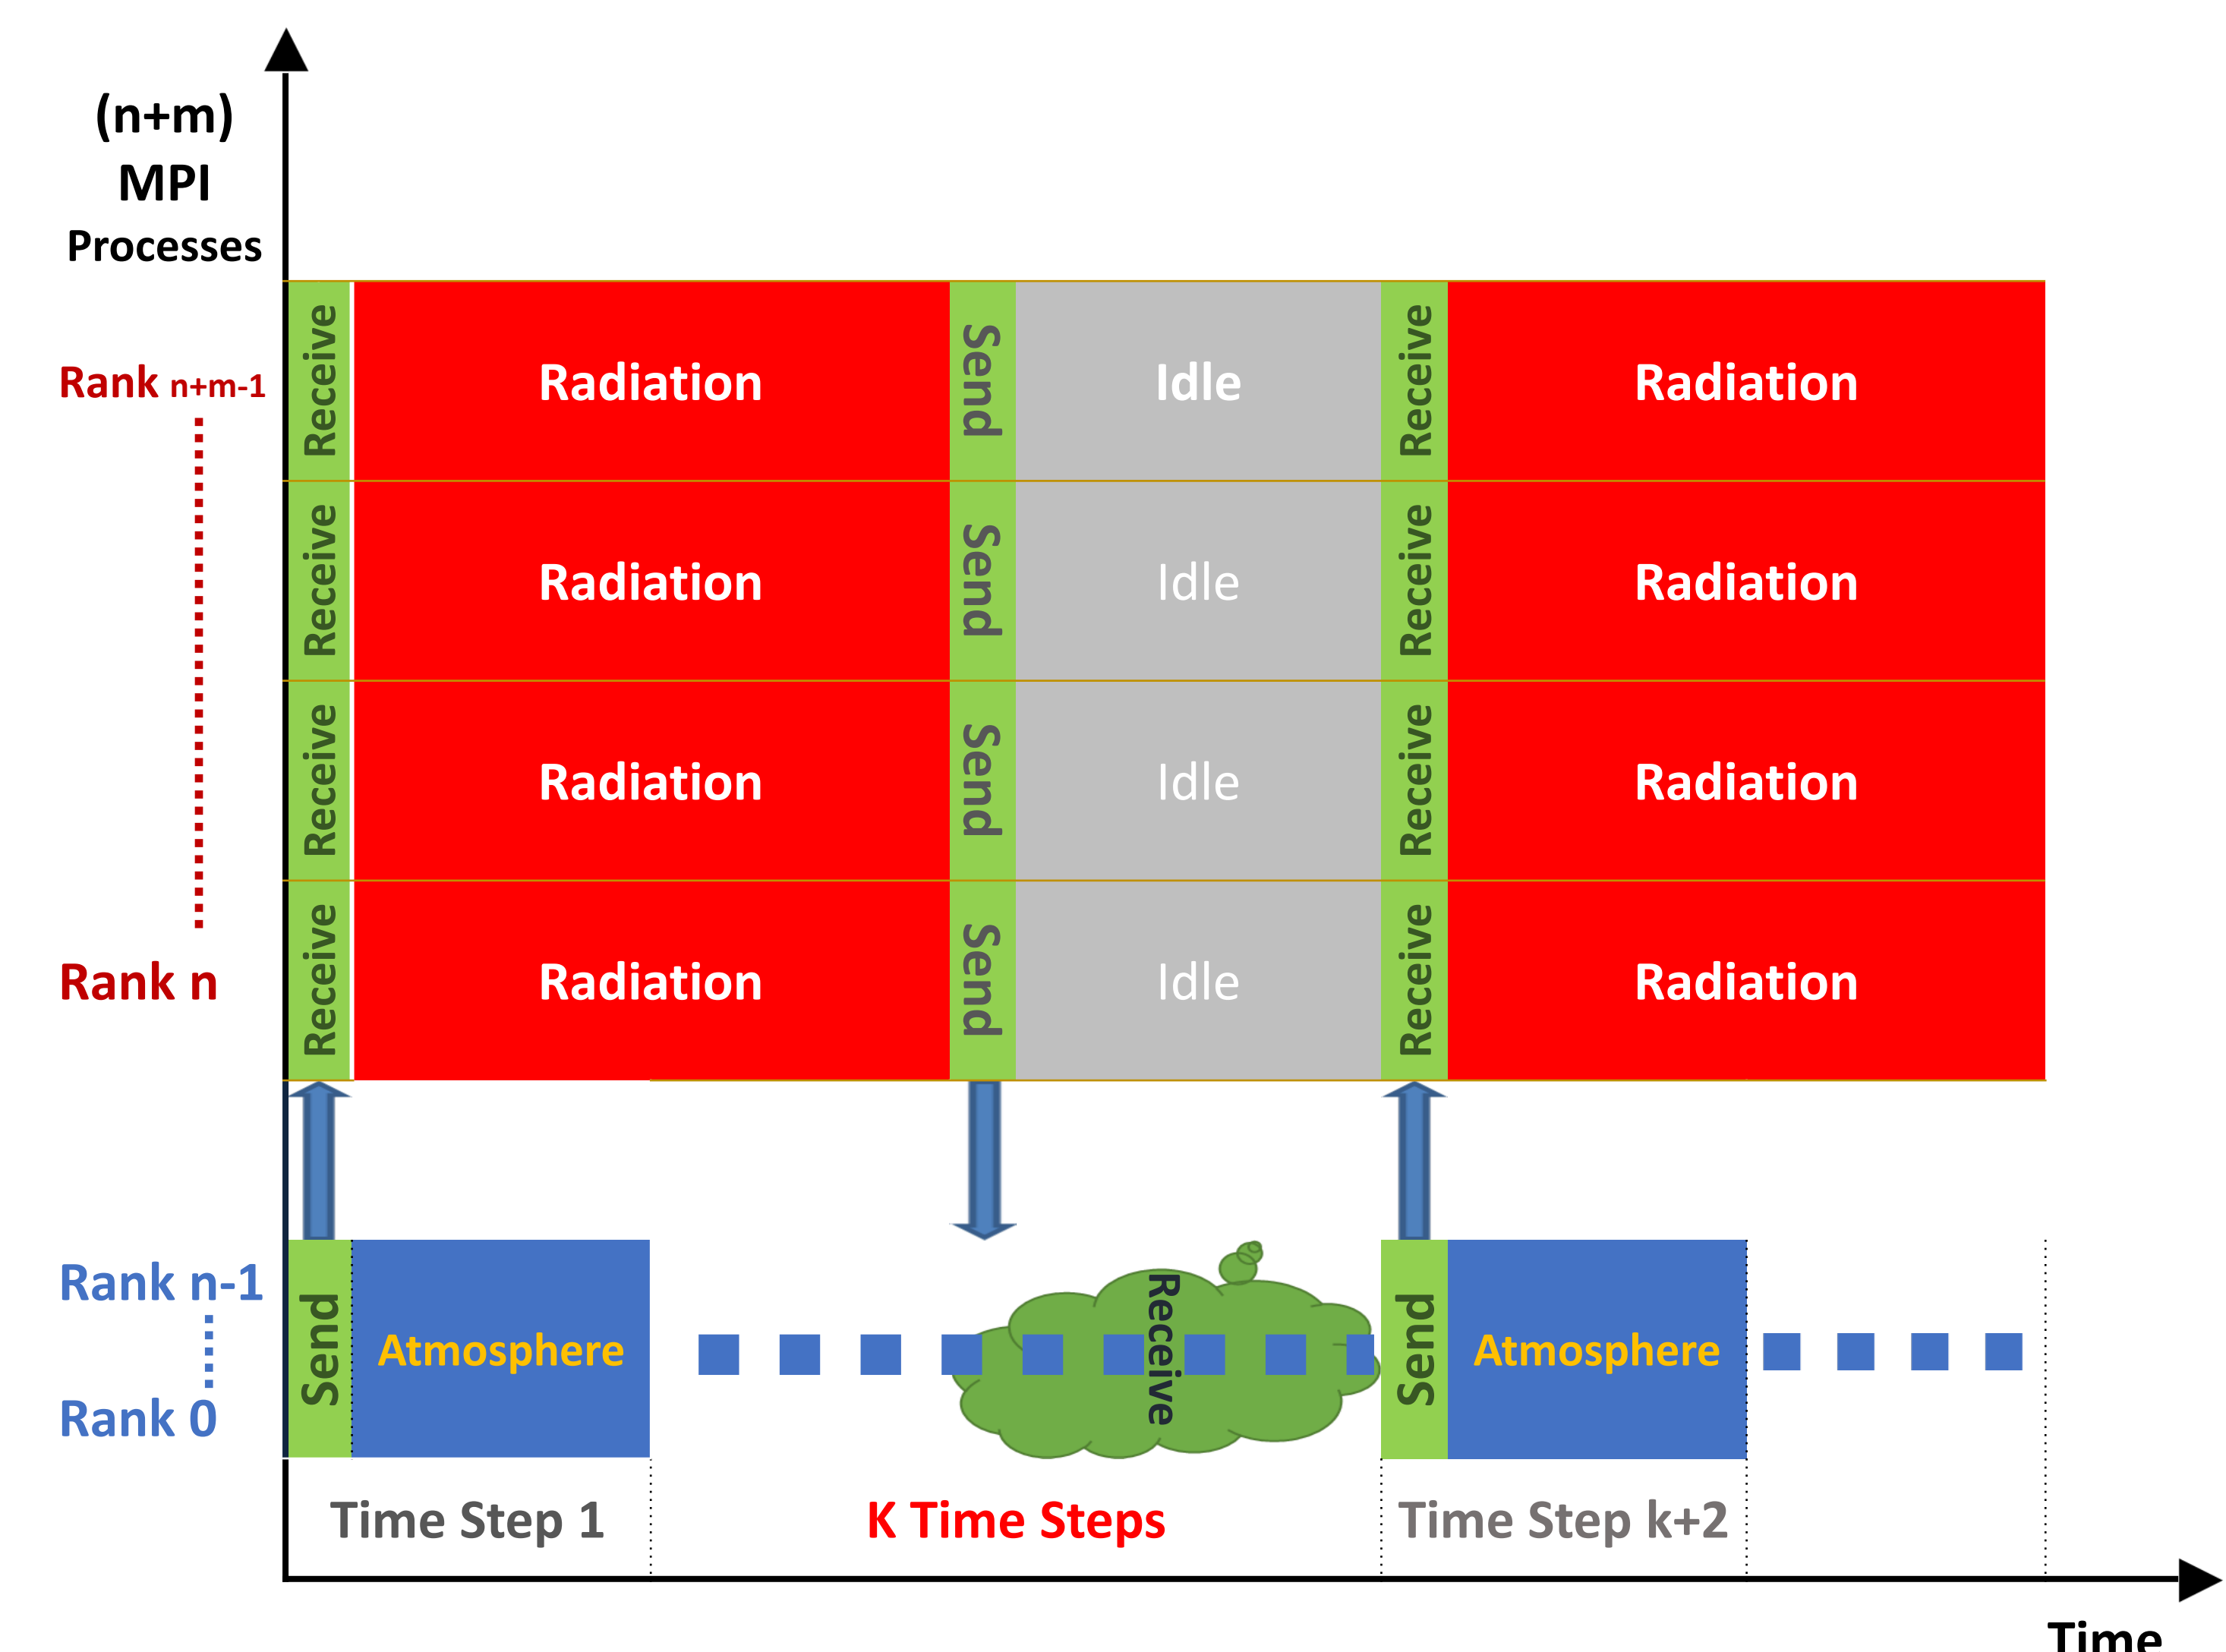 (n+m)
MPI
Processes
Rank n+m-1
Receive
Radiation
Send
Idle
Receive
Radiation
Receive
Radiation
Send
Idle
Receive
Radiation
Receive
Radiation
Send
Idle
Receive
Radiation
Rank n
Receive
Radiation
Send
Idle
Receive
Radiation
Rank n-1
Rank 0
Send
Atmosphere
Receive
Send
Atmosphere
Time Step 1
K Time Steps
Time Step k+2
Time